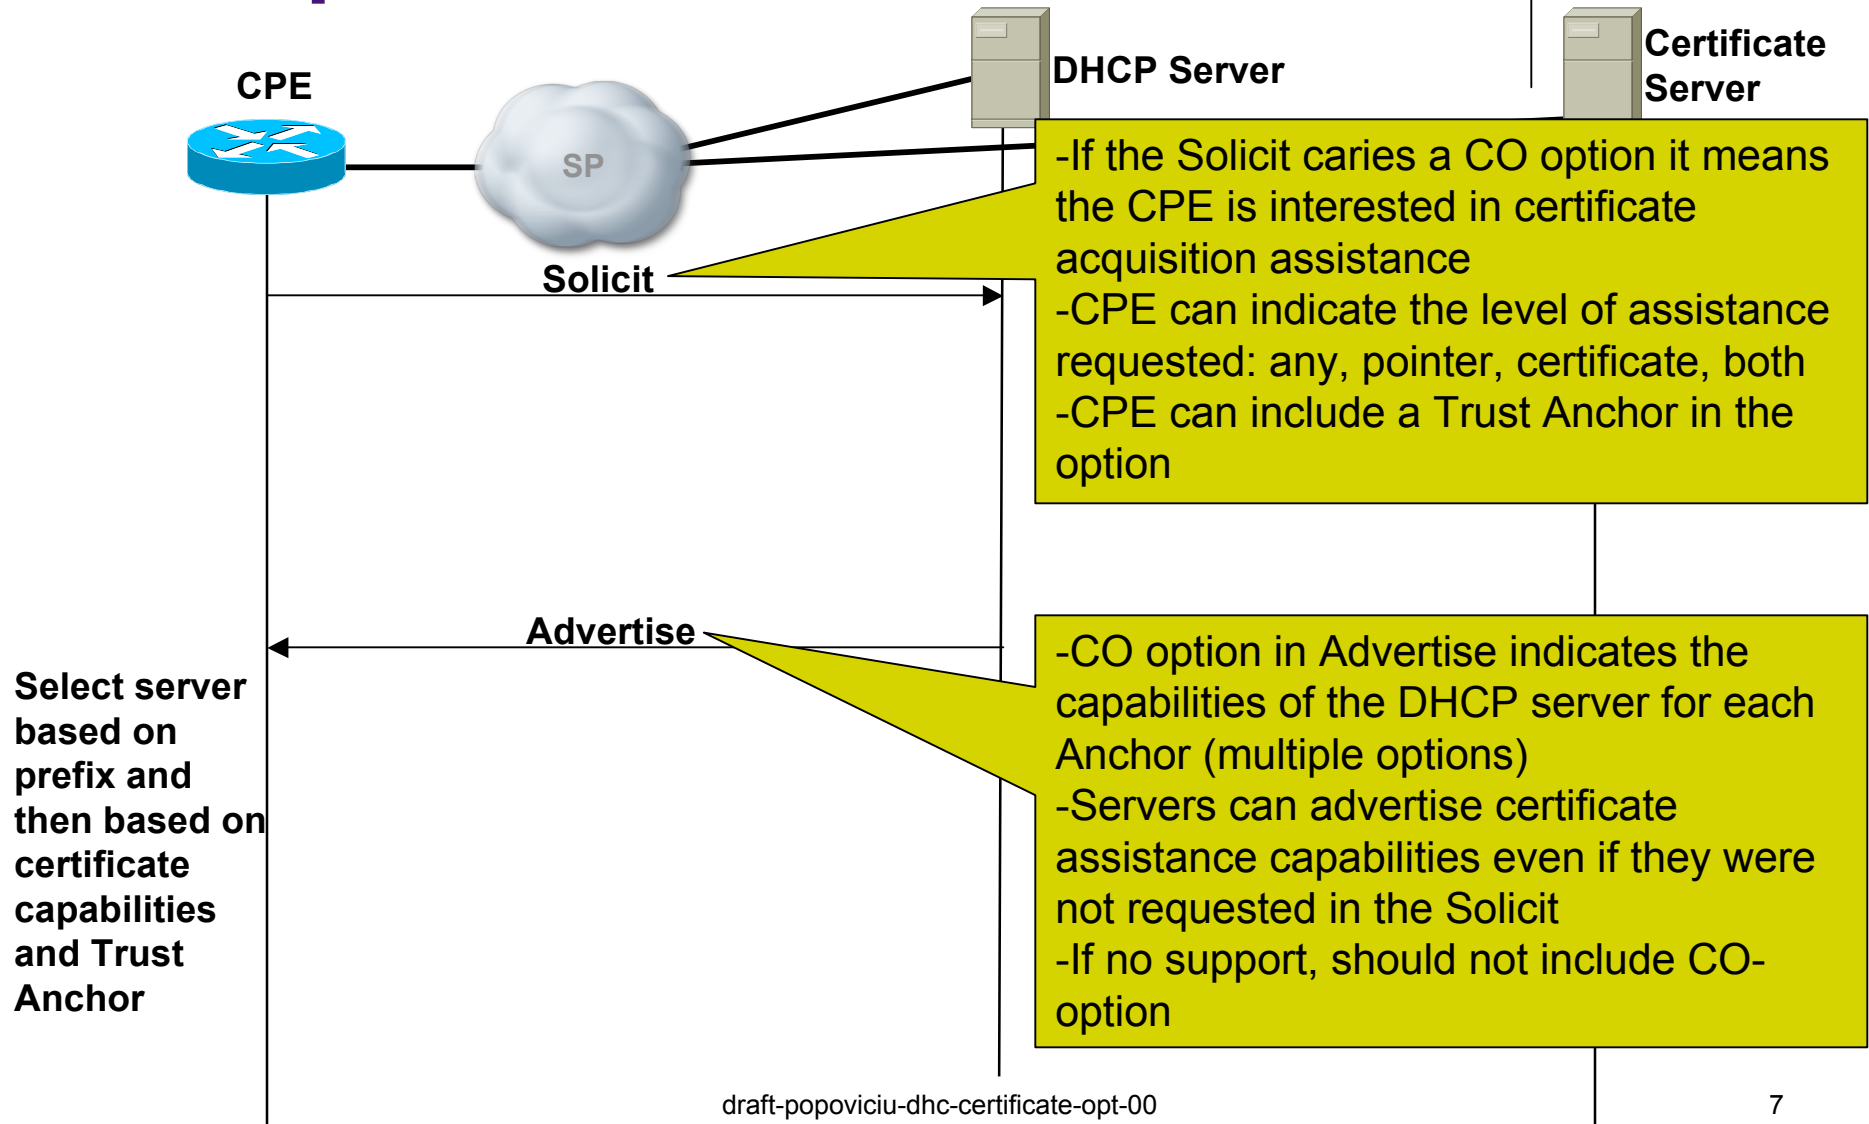 CPE
SP
DHCP Server
Certificate
Server
-If the Solicit caries a CO option it means
the CPE is interested in certificate
acquisition assistance
-CPE can indicate the level of assistance
requested: any, pointer, certificate, both
-CPE can include a Trust Anchor in the
option
Solicit
Advertise
-CO option in Advertise indicates the
capabilities of the DHCP server for each
Anchor (multiple options)
-Servers can advertise certificate
assistance capabilities even if they were
not requested in the Solicit
-If no support, should not include CO-
option
Select server
based on
prefix and
then based on
certificate
capabilities
and Trust
Anchor
draft-popoviciu-dhc-certificate-opt-00
7